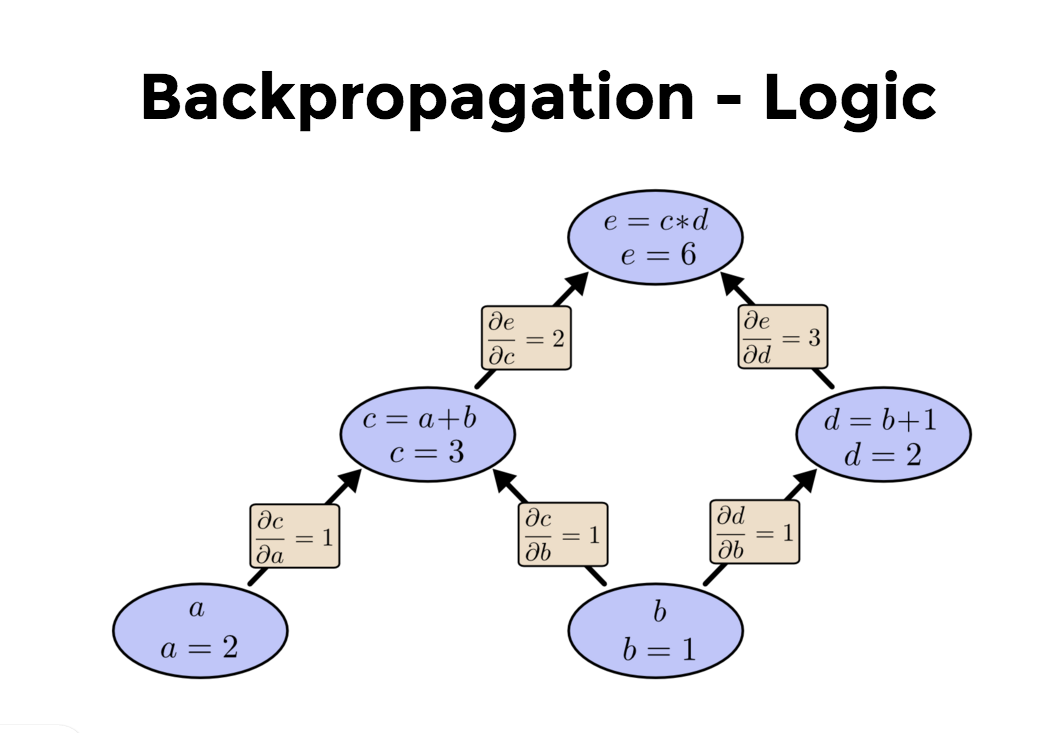 Backpropagation - Logic
e = c*d
e = 6
∂e/∂c = 2
∂e/∂d = 3
c = a+b
c = 3
d = b+1
d = 2
∂c/∂a = 1
∂c/∂b = 1
∂d/∂b = 1
a
a = 2
b
b = 1